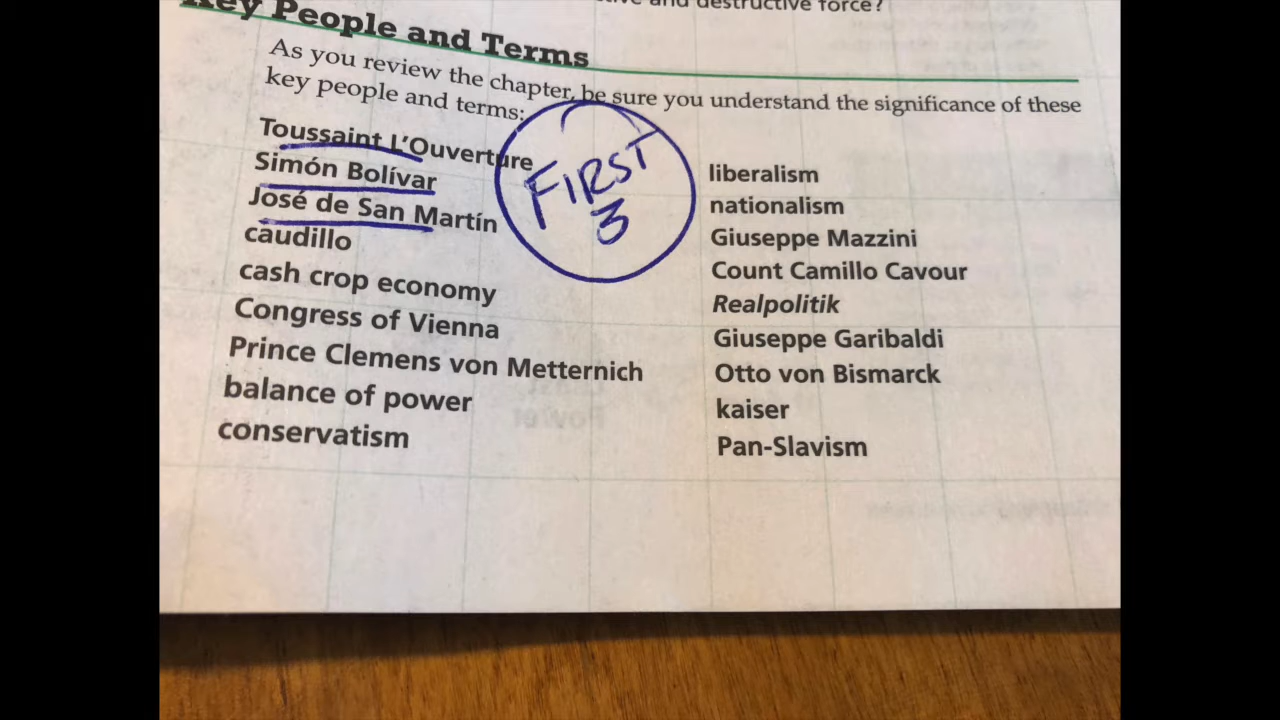 and destructive force?
Key People and Terms
As you review the chapter, be sure you understand the significance of these
key people and terms:
Toussaint L'Ouverture
Simón Bolívar
José de San Martín
caudillo
cash crop economy
Congress of Vienna
Prince Clemens von Metternich
balance of power
conservatism
FIRST
3
liberalism
nationalism
Giuseppe Mazzini
Count Camillo Cavour
Realpolitik
Giuseppe Garibaldi
Otto von Bismarck
kaiser
Pan-Slavism